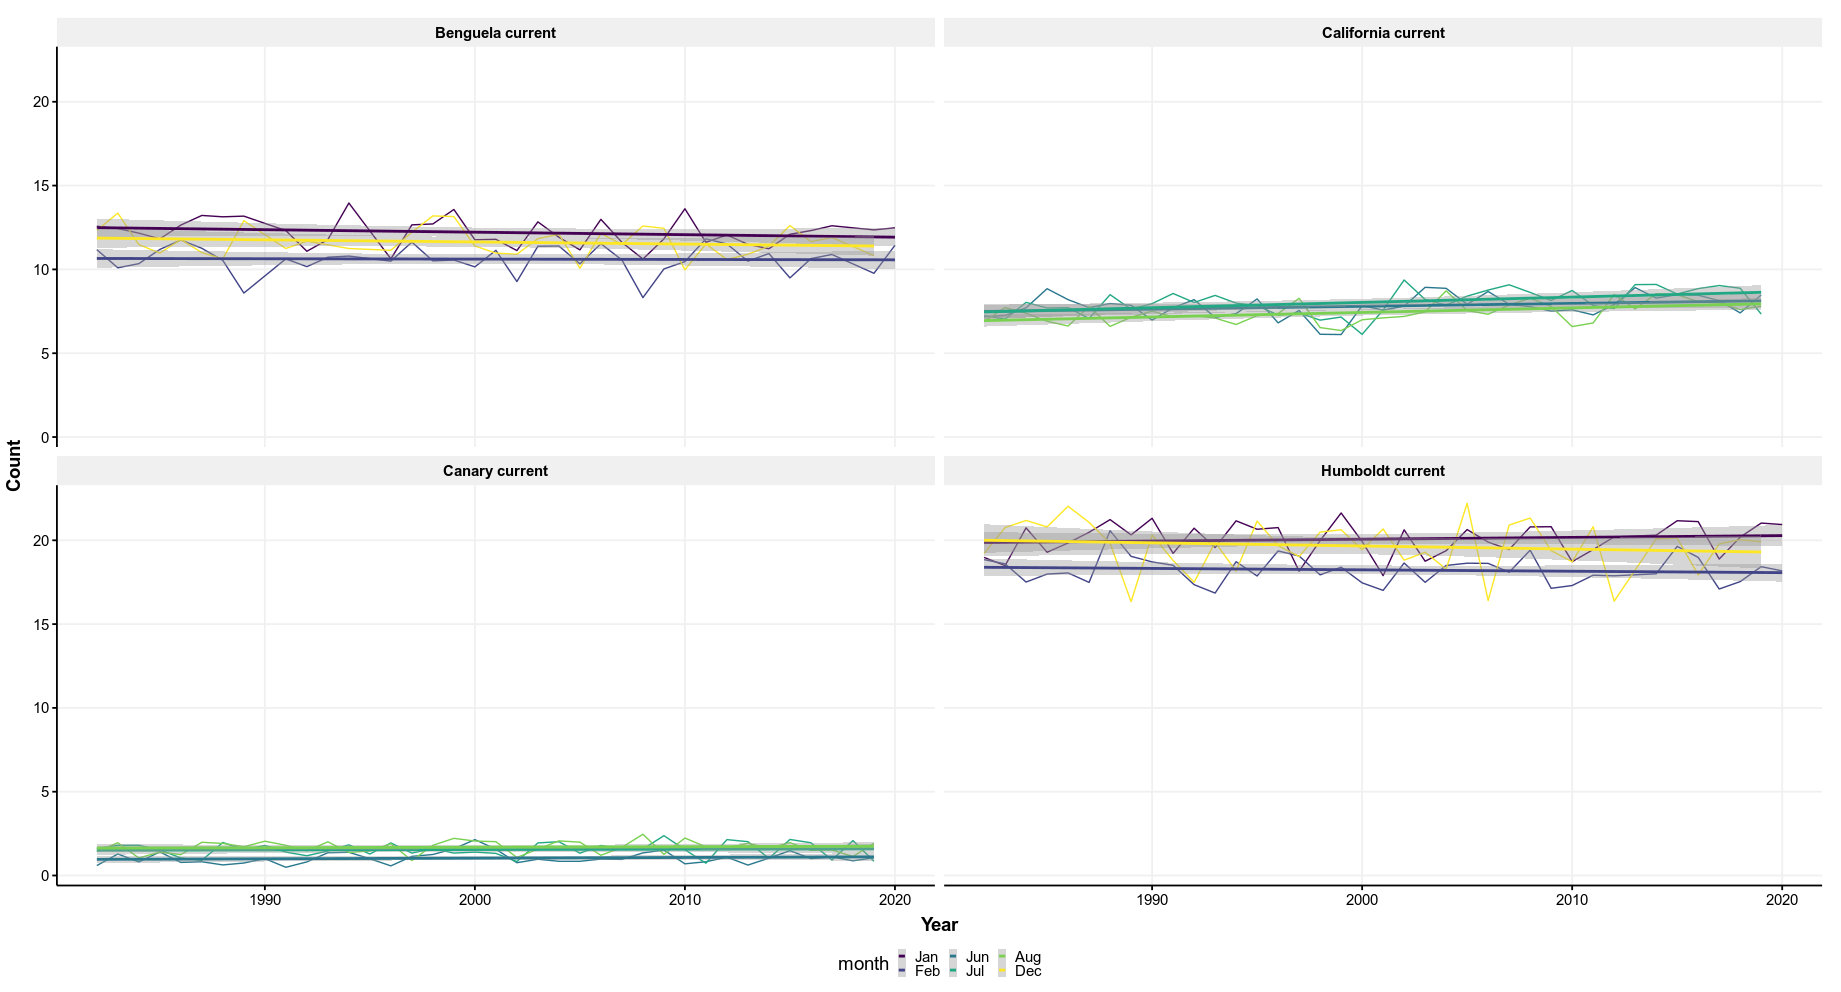 Benguela current
California current
20
15
10
5
0
Count
Canary current
Humboldt current
20
15
10
5
0
1990 2000 2010 2020
1990 2000 2010 2020
Year
month
Jan Jun Aug
Feb Jul Dec